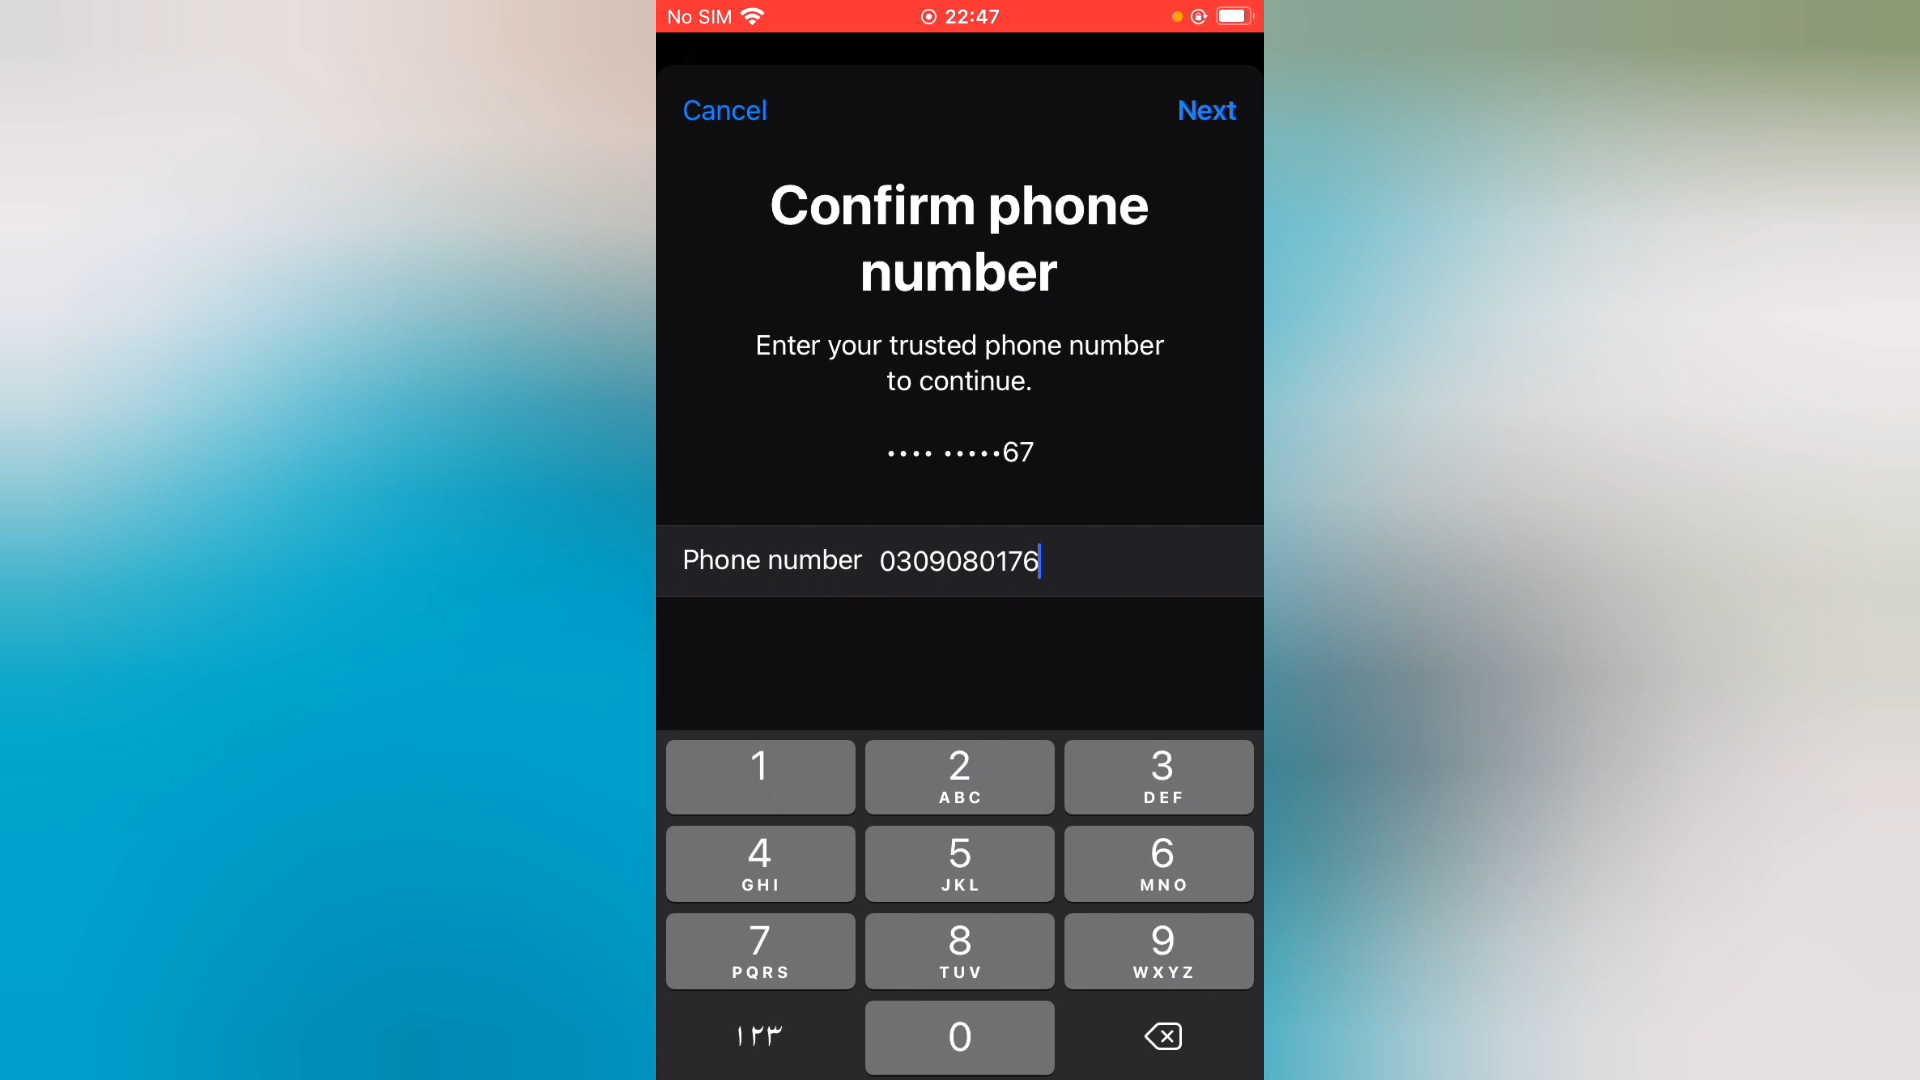 No SIM 22:47
Cancel Next
Confirm phone
number
Enter your trusted phone number
to continue.
•••• •••••67
Phone number 0309080176
1 2 3
ABC DEF
4 5 6
GHI JKL MNO
7 8 9
PQRS TUV WXYZ
١٢٣ 0